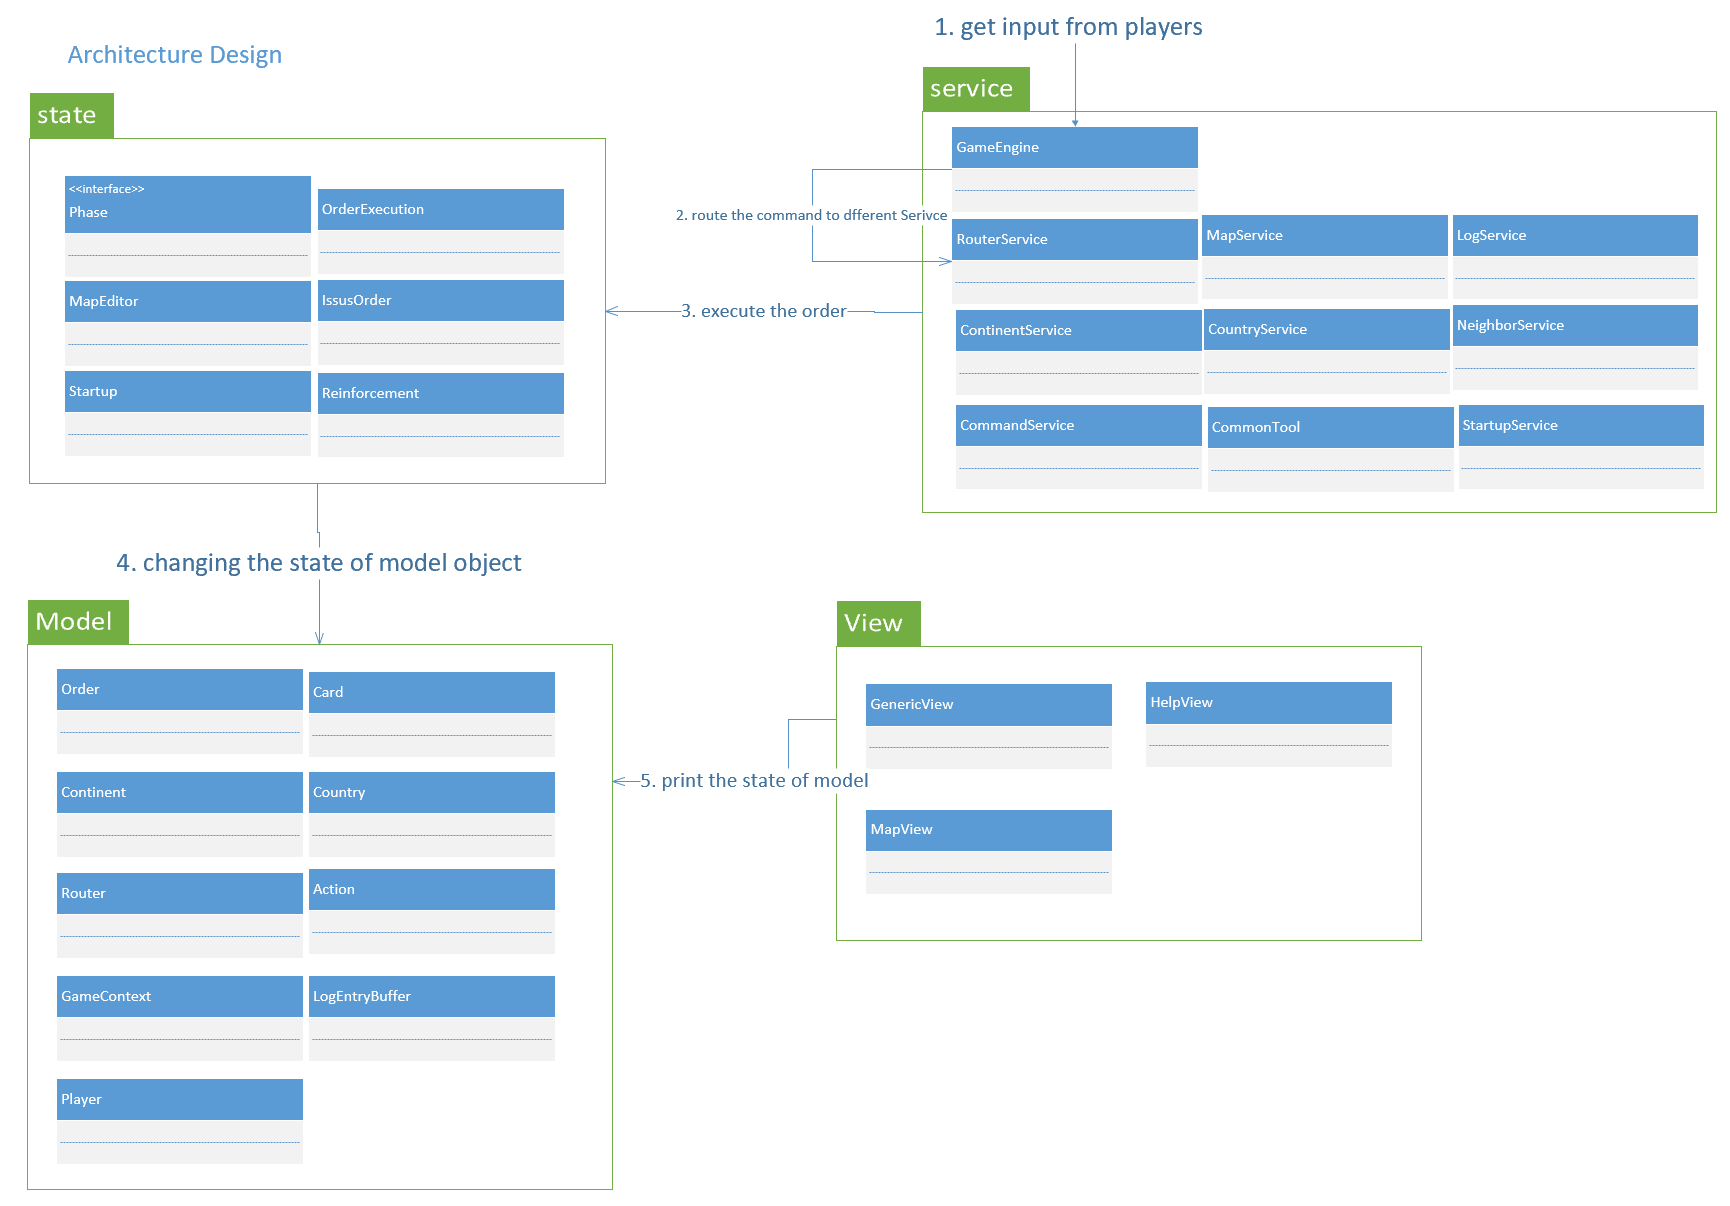 Architecture Design
1. get input from players
state
<<interface>>
Phase
OrderExecution
MapEditor
IssusOrder
Startup
Reinforcement
service
GameEngine
2. route the command to dfferent Serivce
RouterService
MapService
LogService
3. execute the order
ContinentService
CountryService
NeighborService
CommandService
CommonTool
StartupService
4. changing the state of model object
Model
Order
Card
Continent
Country
Router
Action
GameContext
LogEntryBuffer
Player
View
GenericView
HelpView
5. print the state of model
MapView